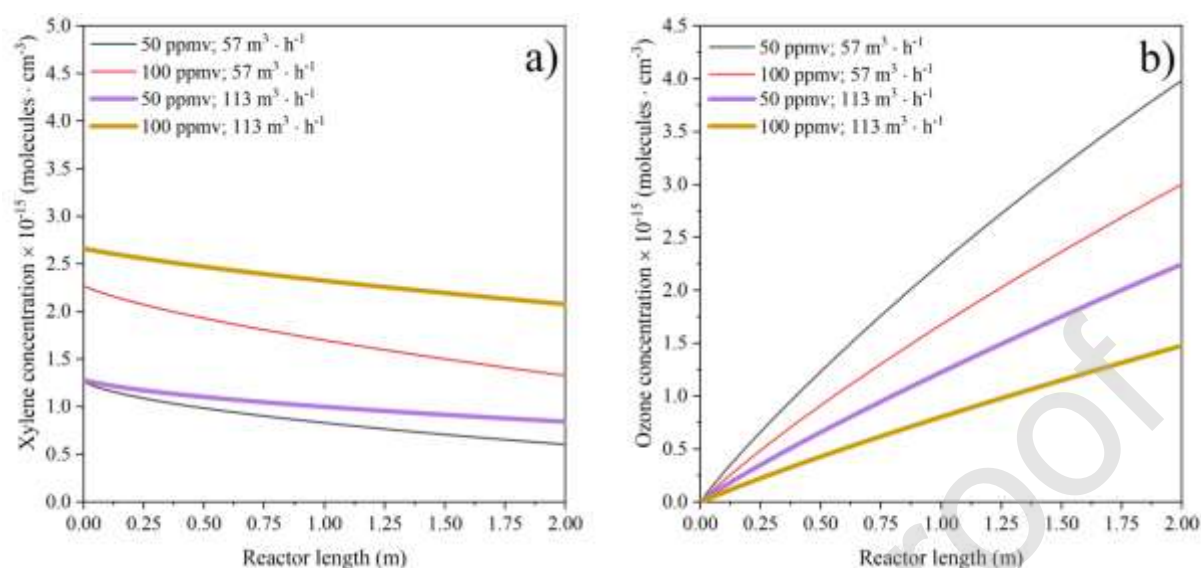 Xylene concentration × 10⁻¹⁵ (molecules · cm⁻³)
5.0
4.5
4.0
3.5
3.0
2.5
2.0
1.5
1.0
0.5
0.0
50 ppmv; 57 m³ · h⁻¹
100 ppmv; 57 m³ · h⁻¹
50 ppmv; 113 m³ · h⁻¹
100 ppmv; 113 m³ · h⁻¹
a)
0.00 0.25 0.50 0.75 1.00 1.25 1.50 1.75 2.00
Reactor length (m)
Ozone concentration × 10⁻¹⁵ (molecules · cm⁻³)
4.5
4.0
3.5
3.0
2.5
2.0
1.5
1.0
0.5
0.0
50 ppmv; 57 m³ · h⁻¹
100 ppmv; 57 m³ · h⁻¹
50 ppmv; 113 m³ · h⁻¹
100 ppmv; 113 m³ · h⁻¹
b)
0.00 0.25 0.50 0.75 1.00 1.25 1.50 1.75 2.00
Reactor length (m)
roof